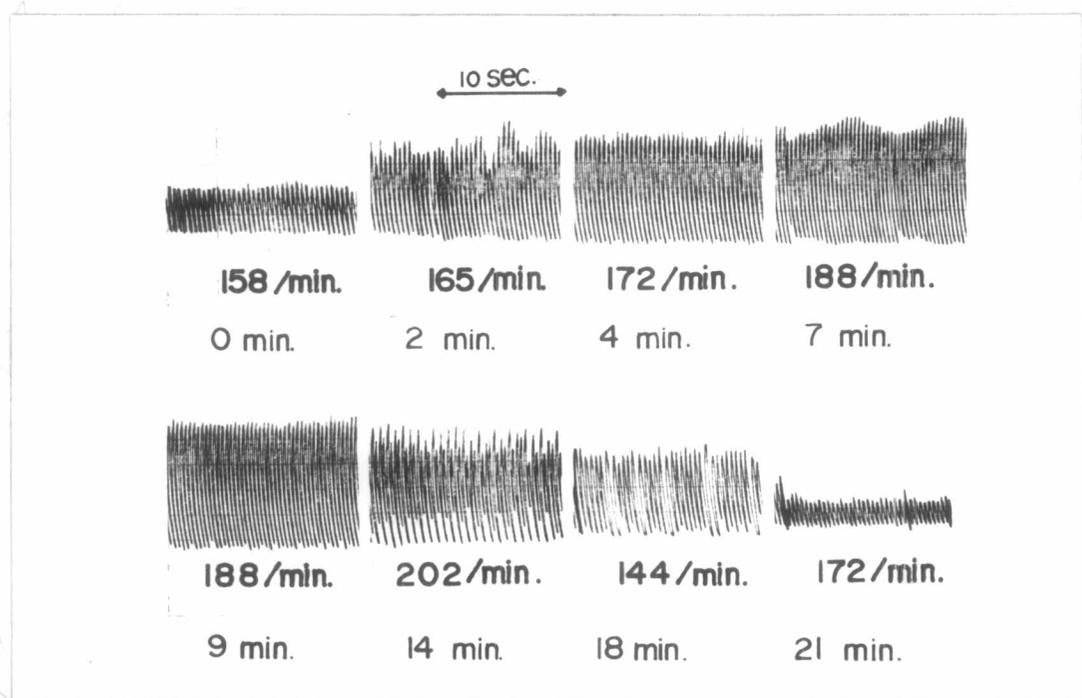 10 sec.
158/min. 165/min. 172/min. 188/min.
0 min. 2 min. 4 min. 7 min.
188/min. 202/min. 144/min. 172/min.
9 min. 14 min. 18 min. 21 min.